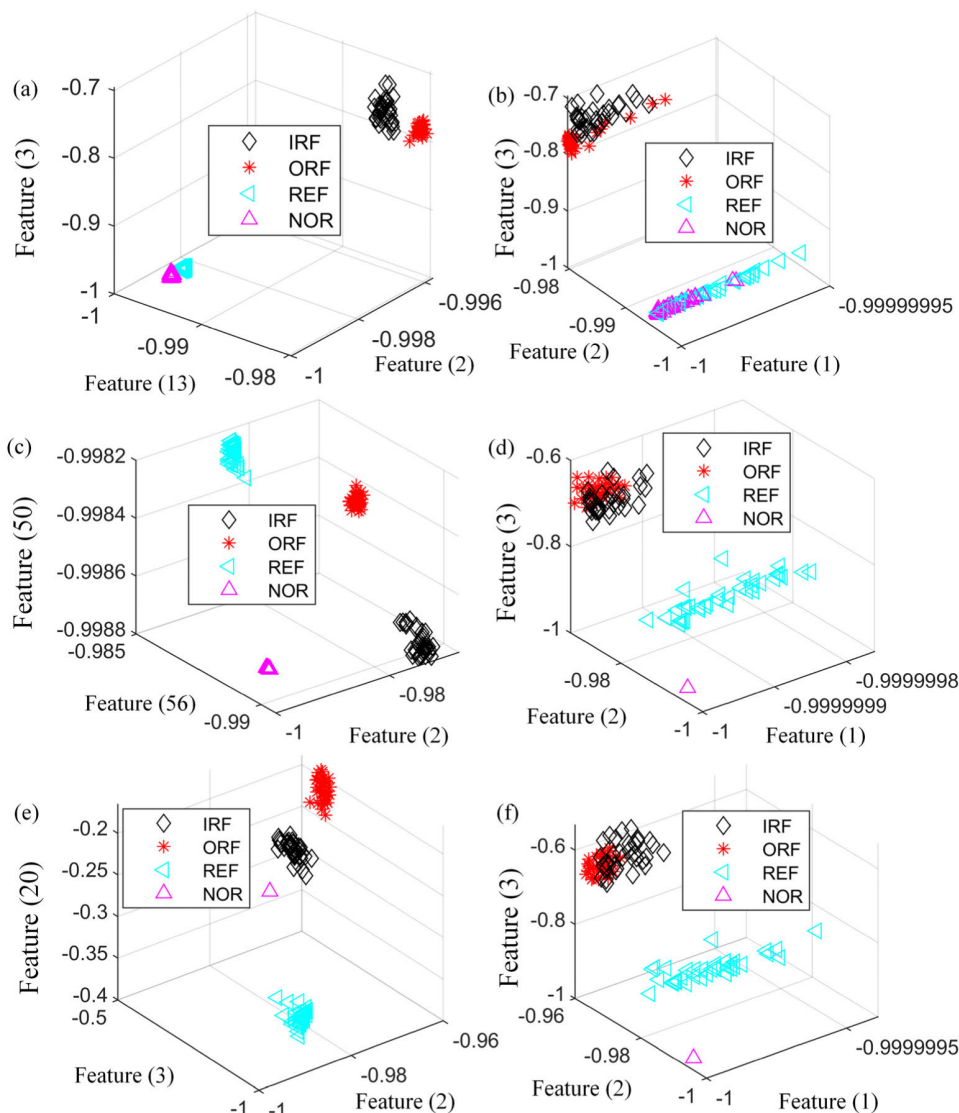 (a)
-0.7
-0.8
-0.9
-1
Feature (3)
IRF
ORF
REF
NOR
-1
-0.99
-0.98
Feature (13)
-1
-0.998
-0.996
Feature (2)
(b)
-0.7
-0.8
-0.9
-1
Feature (3)
IRF
ORF
REF
NOR
-0.98
-0.99
-1
Feature (2)
-1
-0.99999995
Feature (1)
(c)
-0.9982
-0.9984
-0.9986
-0.9988
Feature (50)
IRF
ORF
REF
NOR
-0.985
-0.99
Feature (56)
-1
-0.98
Feature (2)
(d)
-0.6
-0.8
-1
Feature (3)
IRF
ORF
REF
NOR
-0.98
-1
Feature (2)
-1
-0.9999999
-0.9999998
Feature (1)
(e)
-0.2
-0.25
-0.3
-0.35
-0.4
Feature (20)
IRF
ORF
REF
NOR
-0.5
-1
Feature (3)
-1
-0.98
-0.96
Feature (2)
(f)
-0.6
-0.8
-1
Feature (3)
IRF
ORF
REF
NOR
-0.96
-0.98
-1
Feature (2)
-1
-0.9999995
Feature (1)